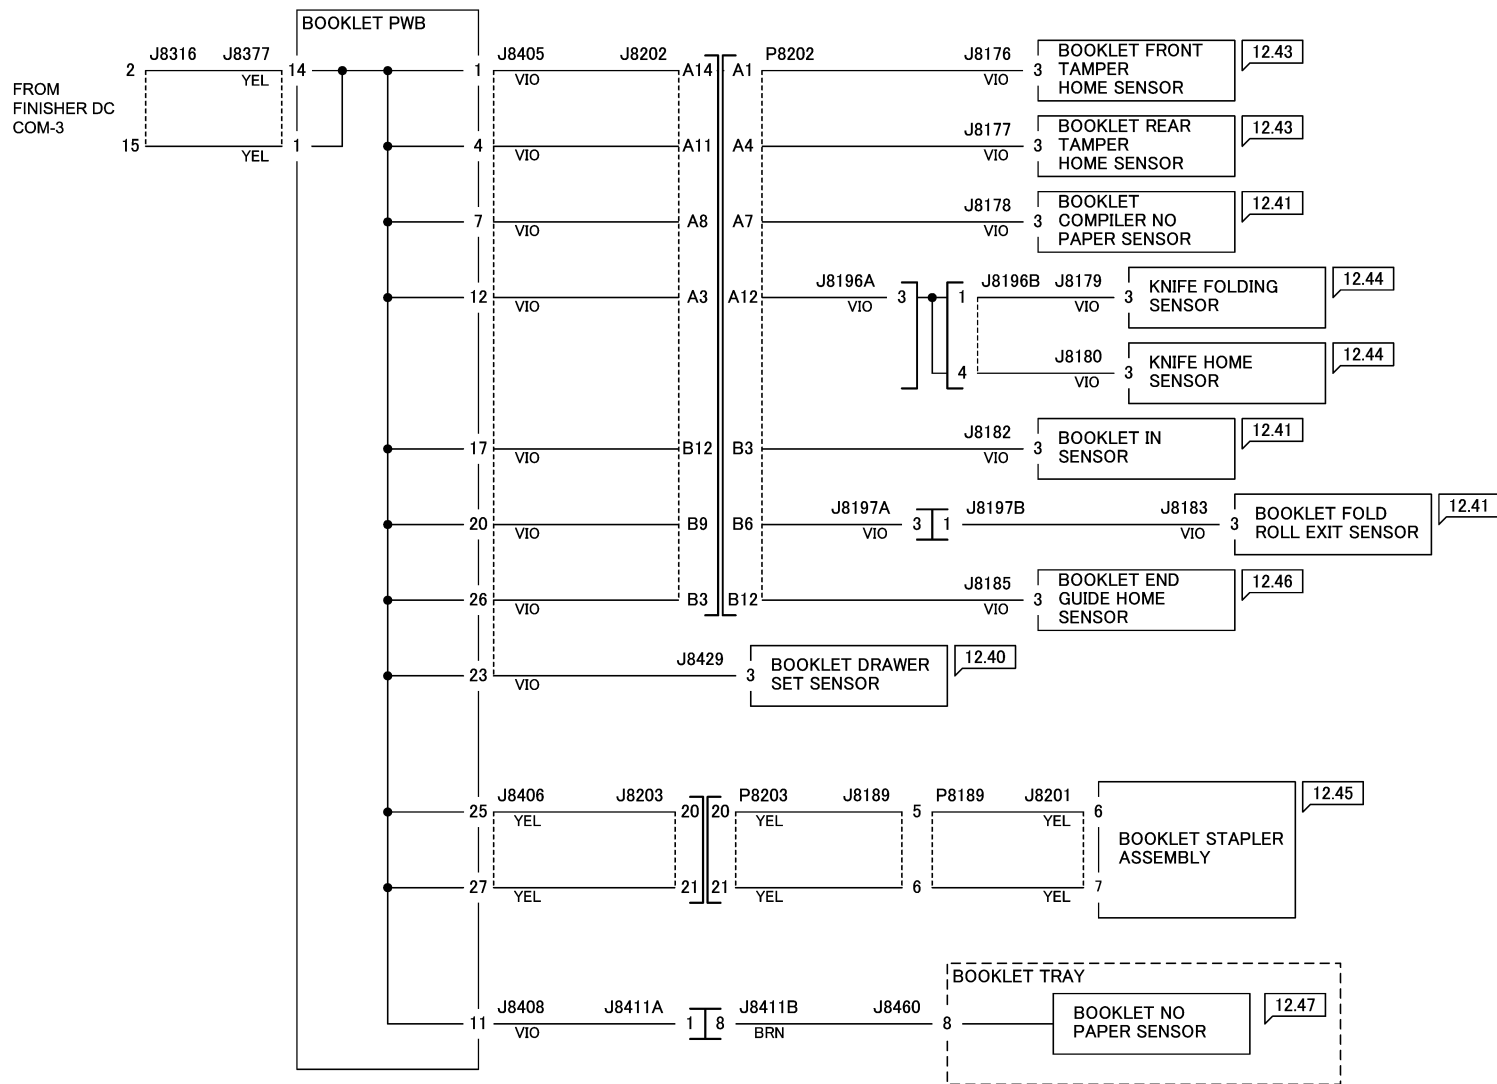 BOOKLET PWB
J8316 J8377
2 YEL 14
FROM
FINISHER DC
COM-3
15 YEL 1
1 J8405 VIO J8202 A14 A1 P8202 J8176 VIO 3
BOOKLET FRONT
TAMPER
HOME SENSOR
12.43
4 VIO A11 A4 J8177 VIO 3
BOOKLET REAR
TAMPER
HOME SENSOR
12.43
7 VIO A8 A7 J8178 VIO 3
BOOKLET
COMPILER NO
PAPER SENSOR
12.41
12 VIO A3 A12 J8196A VIO 3 1 J8196B J8179 VIO 3
KNIFE FOLDING
SENSOR
12.44
4 J8180 VIO 3
KNIFE HOME
SENSOR
12.44
17 VIO B12 B3 J8182 VIO 3
BOOKLET IN
SENSOR
12.41
20 VIO B9 B6 J8197A VIO 3 1 J8197B J8183 VIO 3
BOOKLET FOLD
ROLL EXIT SENSOR
12.41
26 VIO B3 B12 J8185 VIO 3
BOOKLET END
GUIDE HOME
SENSOR
12.46
23 VIO J8429 3
BOOKLET DRAWER
SET SENSOR
12.40
25 J8406 YEL J8203 20 20 P8203 YEL J8189 5 P8189 J8201 YEL 6
BOOKLET STAPLER
ASSEMBLY
12.45
27 YEL 21 21 YEL 6 YEL 7
BOOKLET TRAY
11 J8408 VIO J8411A 1 8 J8411B BRN J8460 8
BOOKLET NO
PAPER SENSOR
12.47